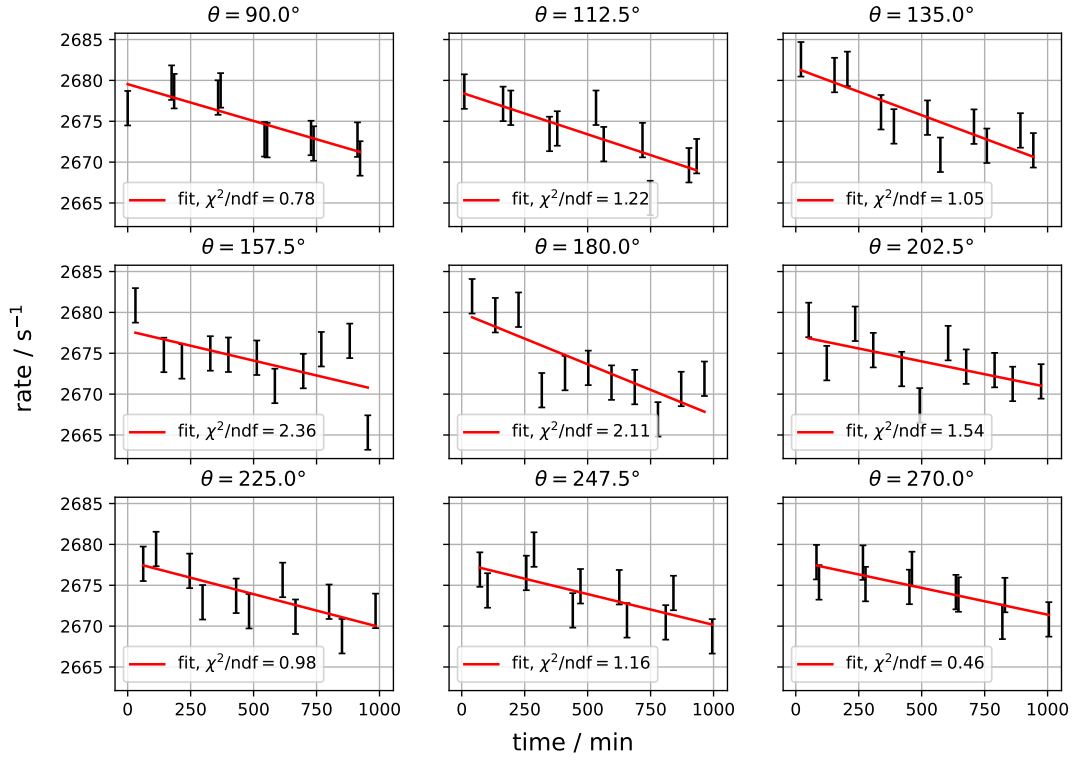 θ = 90.0° θ = 112.5° θ = 135.0°
2685
2680
2675
2670
2665
fit, χ²/ndf = 0.78 fit, χ²/ndf = 1.22 fit, χ²/ndf = 1.05
θ = 157.5° θ = 180.0° θ = 202.5°
2685
2680
2675
2670
2665
rate / s⁻¹
fit, χ²/ndf = 2.36 fit, χ²/ndf = 2.11 fit, χ²/ndf = 1.54
θ = 225.0° θ = 247.5° θ = 270.0°
2685
2680
2675
2670
2665
fit, χ²/ndf = 0.98 fit, χ²/ndf = 1.16 fit, χ²/ndf = 0.46
0 250 500 750 1000 0 250 500 750 1000 0 250 500 750 1000
time / min